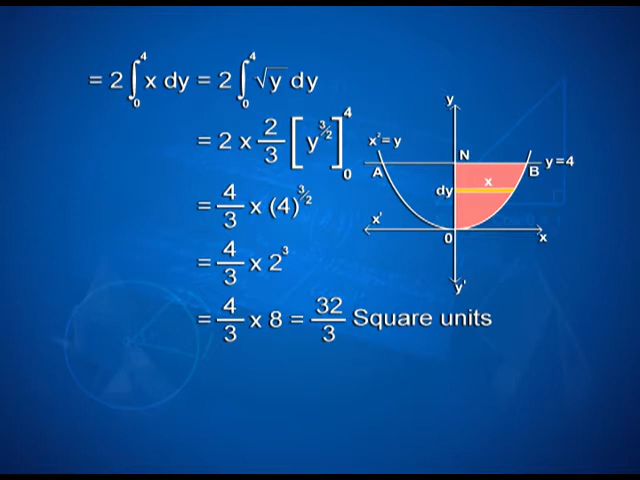 = 2 ∫₀⁴ x dy = 2 ∫₀⁴ √y dy
= 2 x 2/3 [y^3/2]₀⁴
= 4/3 x (4)^3/2
= 4/3 x 2³
= 4/3 x 8 = 32/3 Square units
y
x² = y
N
y = 4
A
B
x
dy
x'
0
x
y'